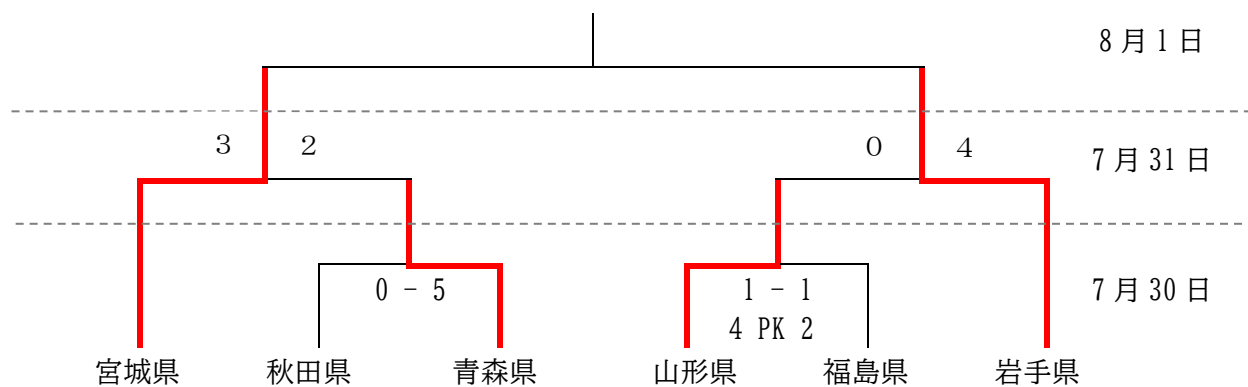 8月1日
３ ２ ０ ４
7月31日
0 － 5 1 － 1
7月30日
4 PK 2
宮城県 秋田県 青森県 山形県 福島県 岩手県